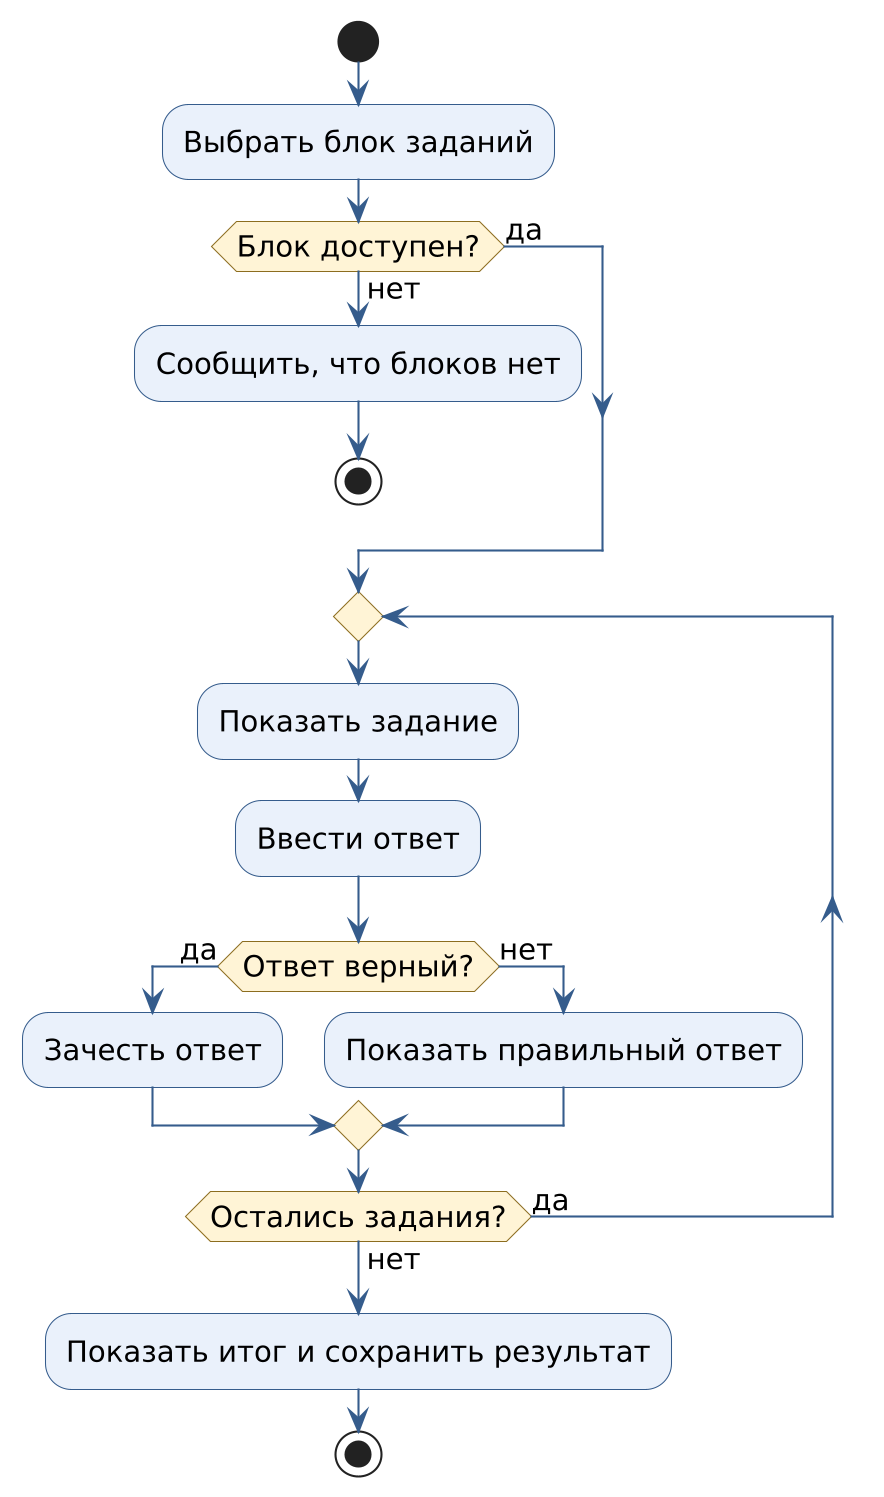 Выбрать блок заданий
Блок доступен?
да
нет
Сообщить, что блоков нет
Показать задание
Ввести ответ
да
Ответ верный?
нет
Зачесть ответ
Показать правильный ответ
Остались задания?
да
нет
Показать итог и сохранить результат